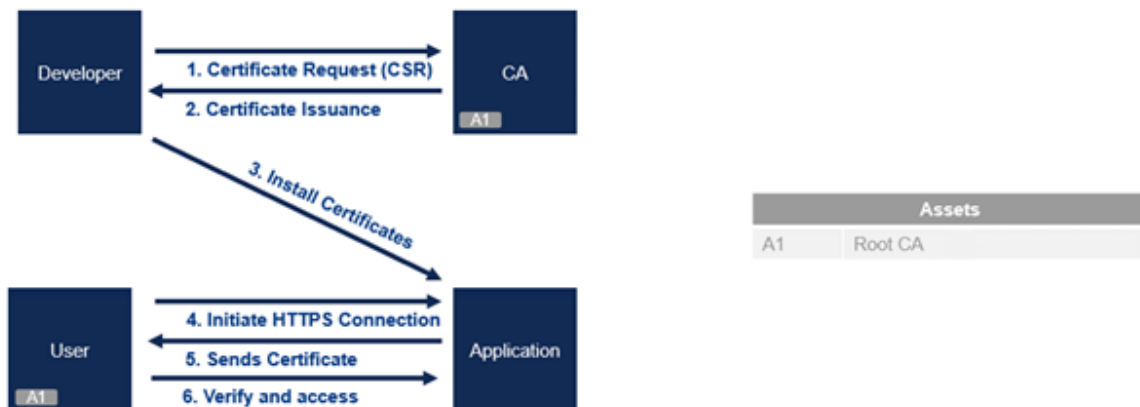 Developer
1. Certificate Request (CSR)
CA
2. Certificate Issuance
A1
3. Install Certificates
Assets
A1 Root CA
4. Initiate HTTPS Connection
User
5. Sends Certificate
Application
A1
6. Verify and access